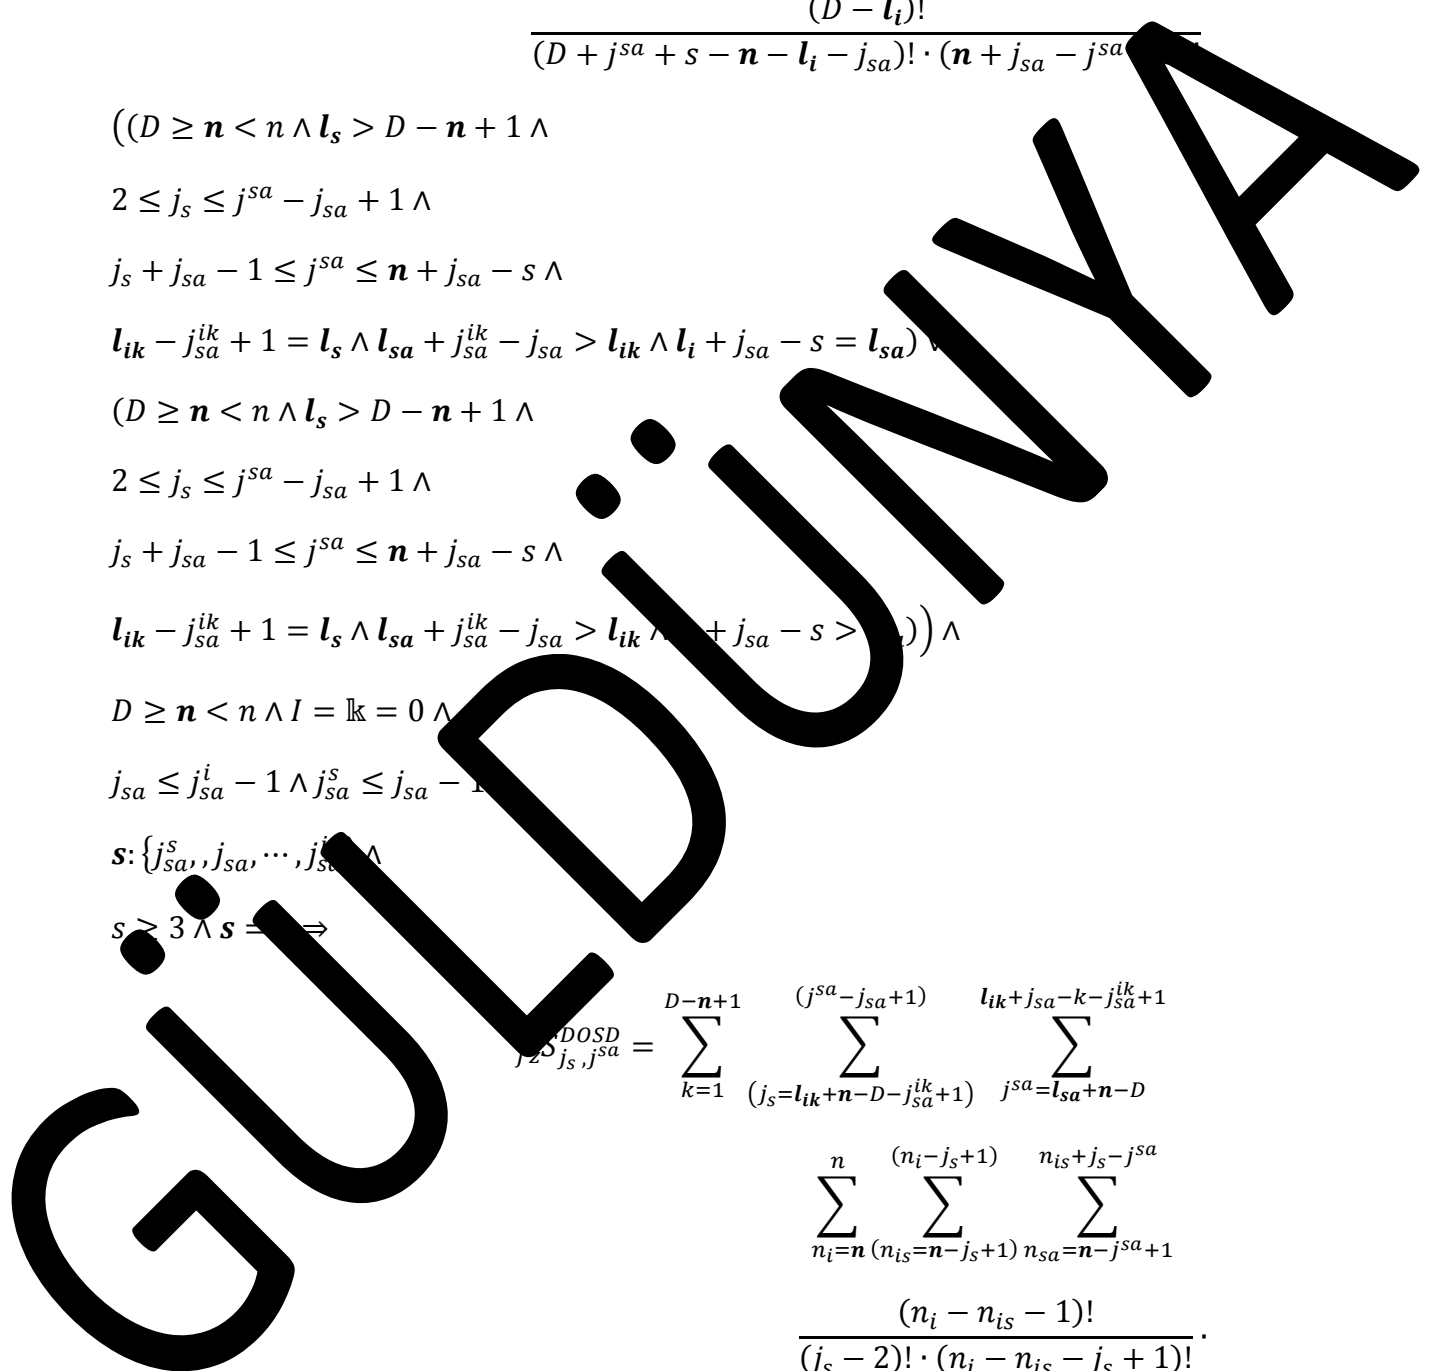 (D − l_i)!
(D + j^{sa} + s − n − l_i − j_{sa})! · (n + j_{sa} − j^{sa}
((D ≥ n < n ∧ l_s > D − n + 1 ∧
2 ≤ j_s ≤ j^{sa} − j_{sa} + 1 ∧
j_s + j_{sa} − 1 ≤ j^{sa} ≤ n + j_{sa} − s ∧
l_{ik} − j_{sa}^{ik} + 1 = l_s ∧ l_{sa} + j_{sa}^{ik} − j_{sa} > l_{ik} ∧ l_i + j_{sa} − s = l_{sa})
(D ≥ n < n ∧ l_s > D − n + 1 ∧
2 ≤ j_s ≤ j^{sa} − j_{sa} + 1 ∧
j_s + j_{sa} − 1 ≤ j^{sa} ≤ n + j_{sa} − s ∧
l_{ik} − j_{sa}^{ik} + 1 = l_s ∧ l_{sa} + j_{sa}^{ik} − j_{sa} > l_{ik} ∧ + j_{sa} − s > )) ∧
D ≥ n < n ∧ I = 𝕜 = 0 ∧
j_{sa} ≤ j_{sa}^{i} − 1 ∧ j_{sa}^{s} ≤ j_{sa} − 1
s: {j_{sa}^{s}, , j_{sa}, ⋯ , ∧
s ≥ 3 ∧ s = ⇒
S_{j_s ,j^{sa}}^{DOSD} = ∑_{k=1}^{D−n+1} ∑_{(j_s=l_{ik}+n−D−j_{sa}^{ik}+1)}^{(j^{sa}−j_{sa}+1)} ∑_{j^{sa}=l_{sa}+n−D}^{l_{ik}+j_{sa}−k−j_{sa}^{ik}+1}
∑_{n_i=n}^{n} ∑_{(n_{is}=n−j_s+1)}^{(n_i−j_s+1)} ∑_{n_{sa}=n−j^{sa}+1}^{n_{is}+j_s−j^{sa}}
(n_i − n_{is} − 1)!
(j_s − 2)! · (n_i − n_{is} − j_s + 1)! ·
GÜLDÜNYA